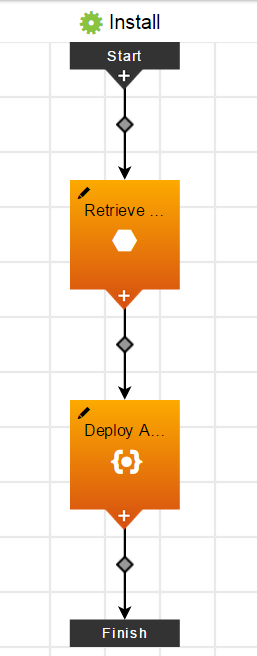 Install
Start
Retrieve ...
Deploy A...
Finish